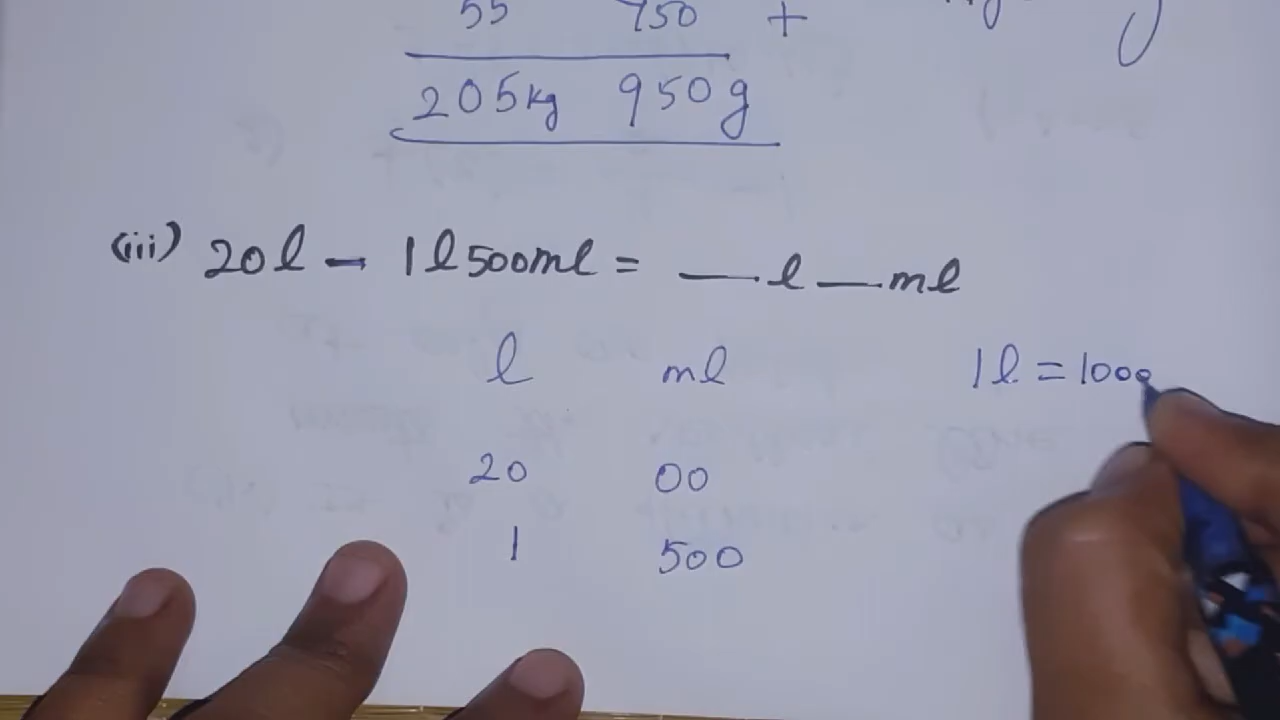 55 750 +
205kg 950g
(iii) 20l - 1l 500ml = __l __ml
l ml 1l = 1000
20 00
1 500